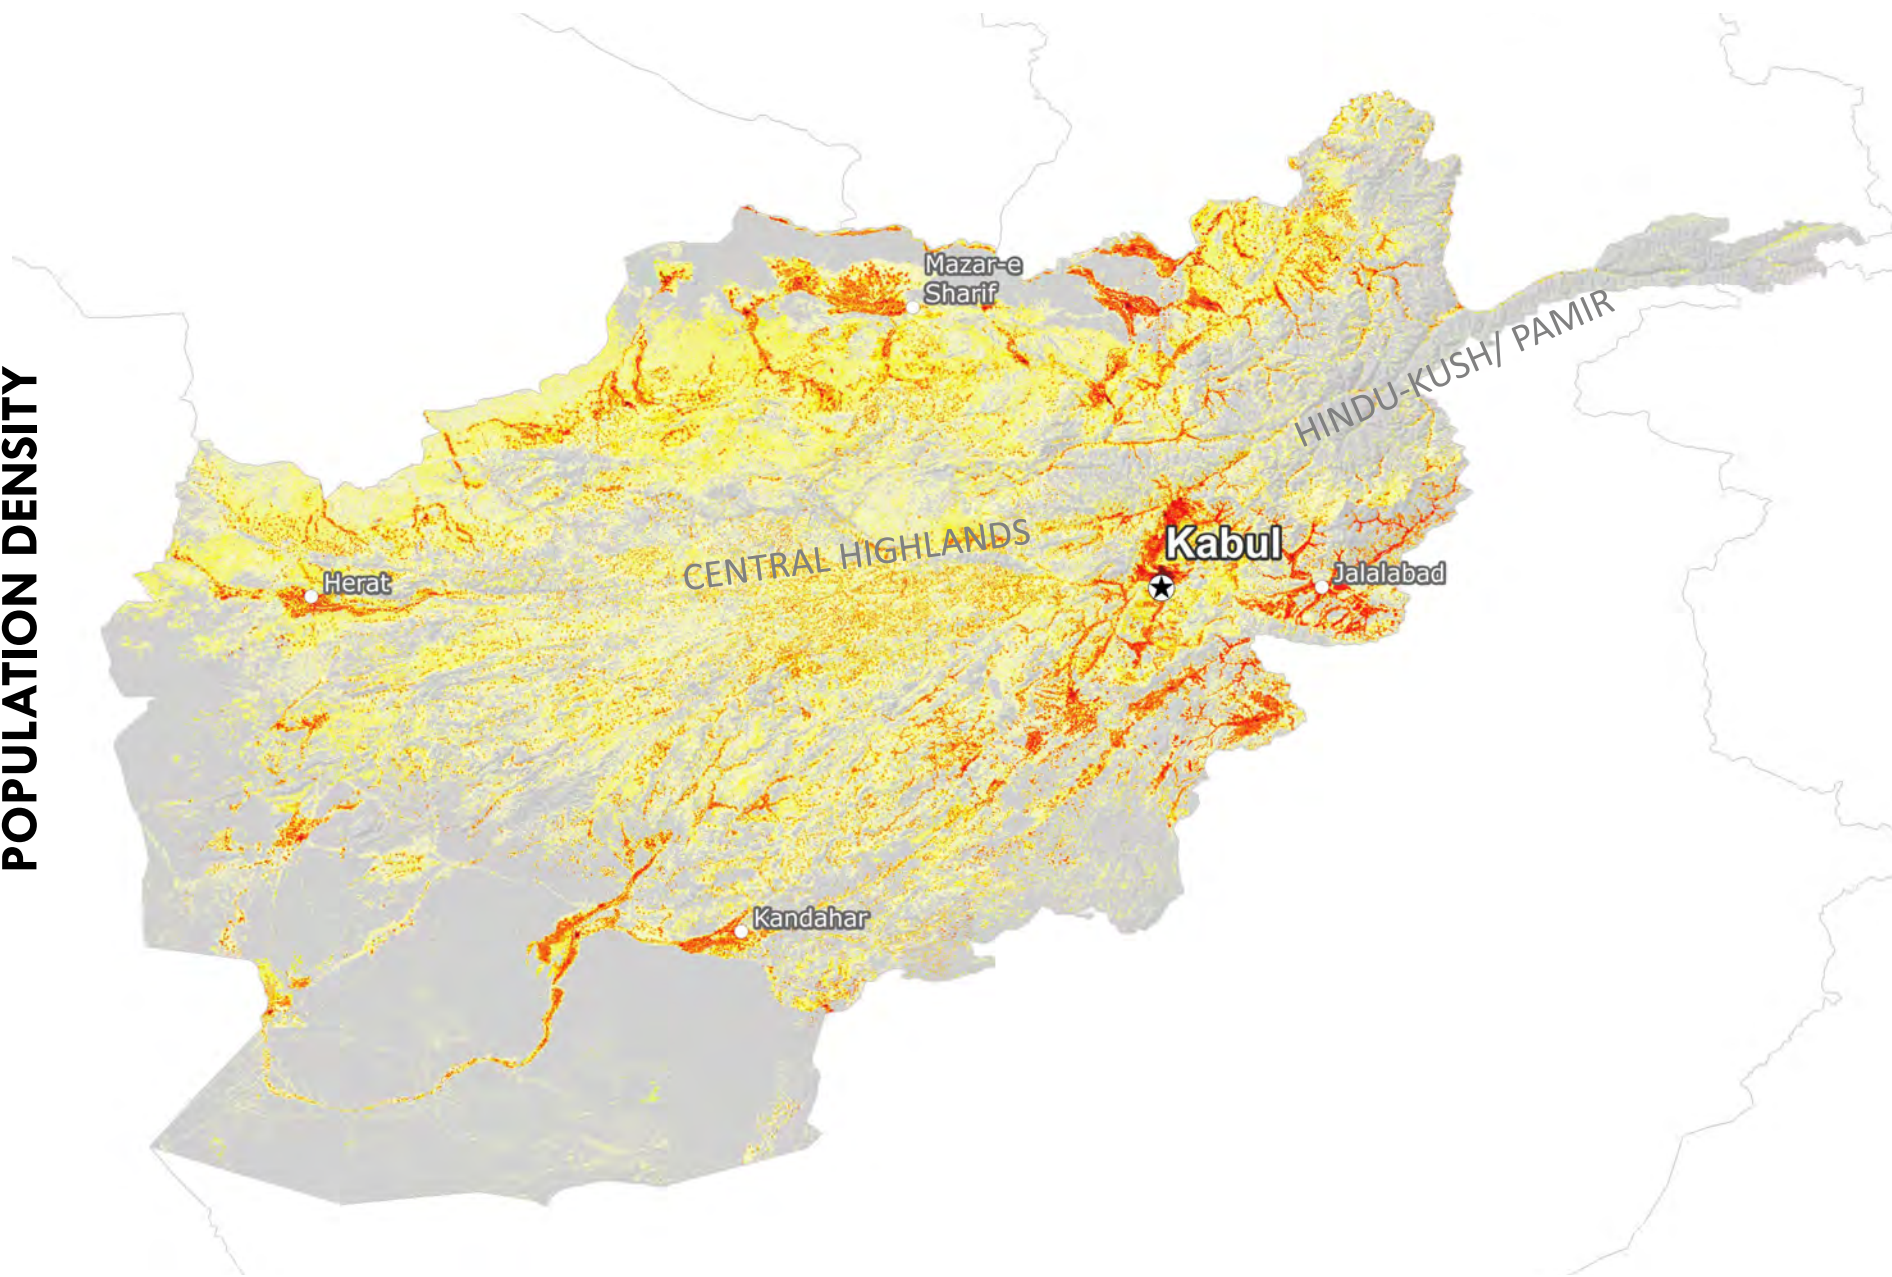 POPULATION DENSITY
Mazar-e
Sharif
HINDU-KUSH/ PAMIR
Kabul
CENTRAL HIGHLANDS
Jalalabad
Herat
Kandahar